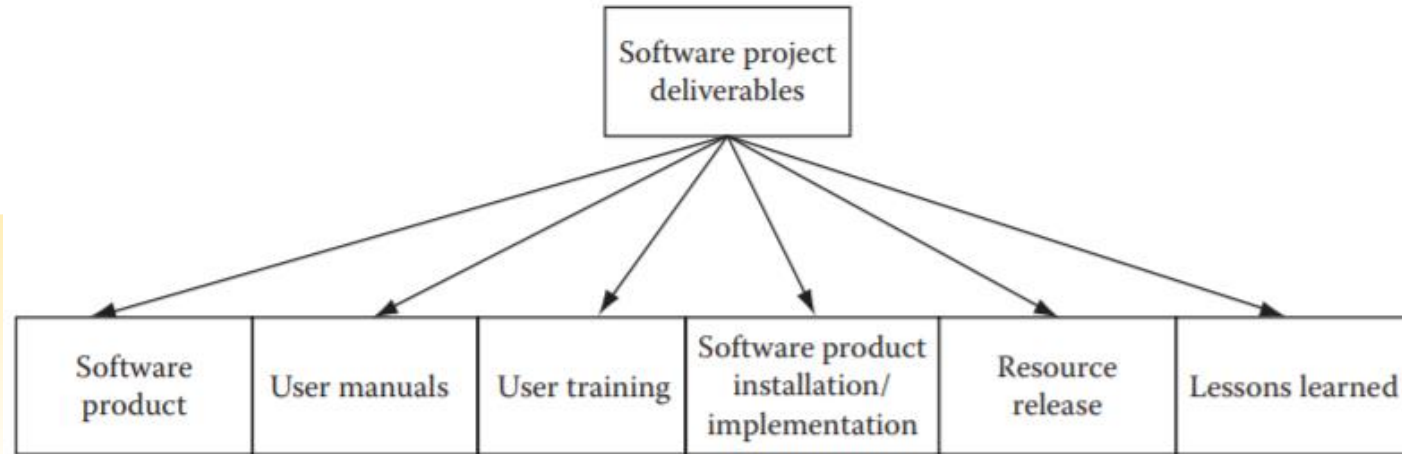 Software project
deliverables
Software
product
User manuals
User training
Software product
installation/
implementation
Resource
release
Lessons learned